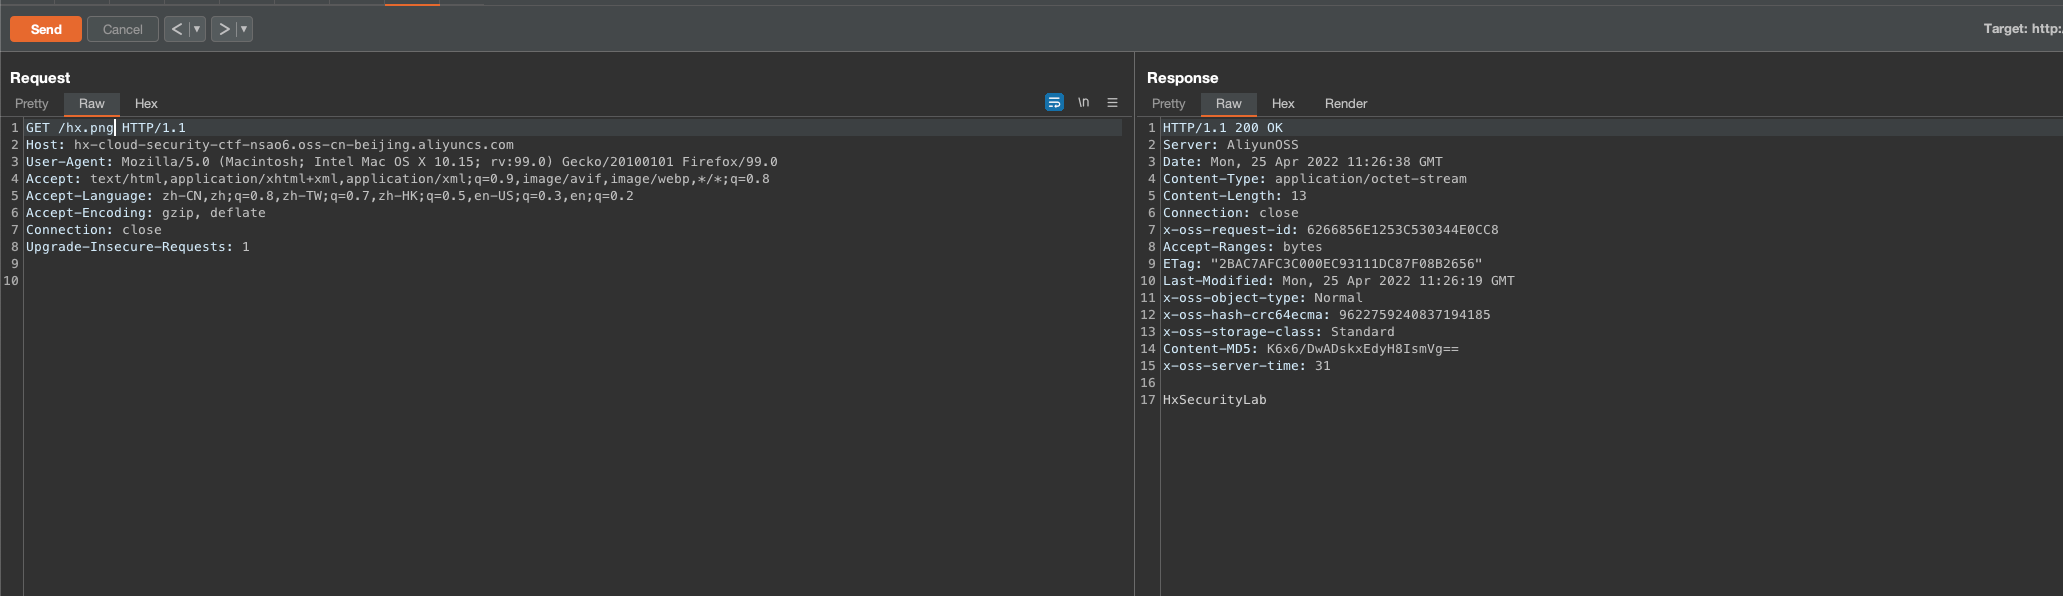 Send Cancel < ▼ > ▼ Target: http:/
Request
Pretty Raw Hex \n
1 GET /hx.png HTTP/1.1
2 Host: hx-cloud-security-ctf-nsao6.oss-cn-beijing.aliyuncs.com
3 User-Agent: Mozilla/5.0 (Macintosh; Intel Mac OS X 10.15; rv:99.0) Gecko/20100101 Firefox/99.0
4 Accept: text/html,application/xhtml+xml,application/xml;q=0.9,image/avif,image/webp,*/*;q=0.8
5 Accept-Language: zh-CN,zh;q=0.8,zh-TW;q=0.7,zh-HK;q=0.5,en-US;q=0.3,en;q=0.2
6 Accept-Encoding: gzip, deflate
7 Connection: close
8 Upgrade-Insecure-Requests: 1
9
10
Response
Pretty Raw Hex Render
1 HTTP/1.1 200 OK
2 Server: AliyunOSS
3 Date: Mon, 25 Apr 2022 11:26:38 GMT
4 Content-Type: application/octet-stream
5 Content-Length: 13
6 Connection: close
7 x-oss-request-id: 6266856E1253C530344E0CC8
8 Accept-Ranges: bytes
9 ETag: "2BAC7AFC3C000EC93111DC87F08B2656"
10 Last-Modified: Mon, 25 Apr 2022 11:26:19 GMT
11 x-oss-object-type: Normal
12 x-oss-hash-crc64ecma: 9622759240837194185
13 x-oss-storage-class: Standard
14 Content-MD5: K6x6/DwADskxEdyH8IsmVg==
15 x-oss-server-time: 31
16
17 HxSecurityLab